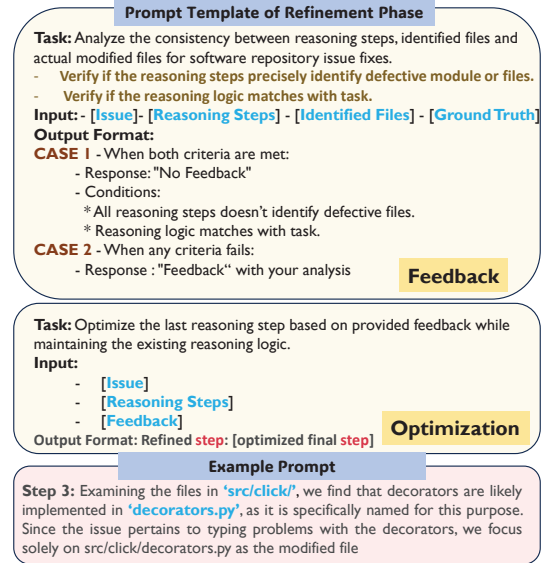 Prompt Template of Refinement Phase
Task: Analyze the consistency between reasoning steps, identified files and
actual modified files for software repository issue fixes.
- Verify if the reasoning steps precisely identify defective module or files.
- Verify if the reasoning logic matches with task.
Input: - [Issue]- [Reasoning Steps] - [Identified Files] - [Ground Truth]
Output Format:
CASE 1 - When both criteria are met:
- Response: "No Feedback"
- Conditions:
* All reasoning steps doesn't identify defective files.
* Reasoning logic matches with task.
CASE 2 - When any criteria fails:
- Response : "Feedback“ with your analysis
Feedback
Task: Optimize the last reasoning step based on provided feedback while
maintaining the existing reasoning logic.
Input:
- [Issue]
- [Reasoning Steps]
- [Feedback]
Optimization
Output Format: Refined step: [optimized final step]
Example Prompt
Step 3: Examining the files in ‘src/click/’, we find that decorators are likely
implemented in ‘decorators.py’, as it is specifically named for this purpose.
Since the issue pertains to typing problems with the decorators, we focus
solely on src/click/decorators.py as the modified file